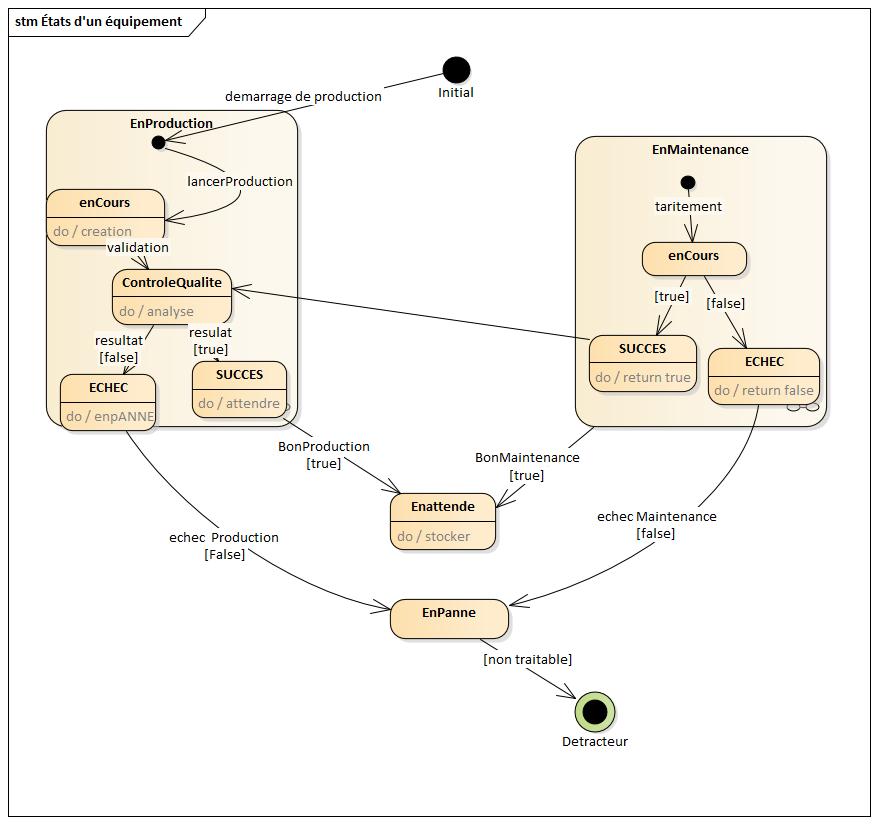 stm États d'un équipement
Initial
demarrage de production
EnProduction
lancerProduction
enCours
do / creation
validation
ControleQualite
do / analyse
resultat
[false]
resulat
[true]
ECHEC
do / enpANNE
SUCCES
do / attendre
EnMaintenance
taritement
enCours
[true]
[false]
SUCCES
do / return true
ECHEC
do / return false
BonProduction
[true]
BonMaintenance
[true]
Enattende
do / stocker
echec Production
[False]
echec Maintenance
[false]
EnPanne
[non traitable]
Detracteur